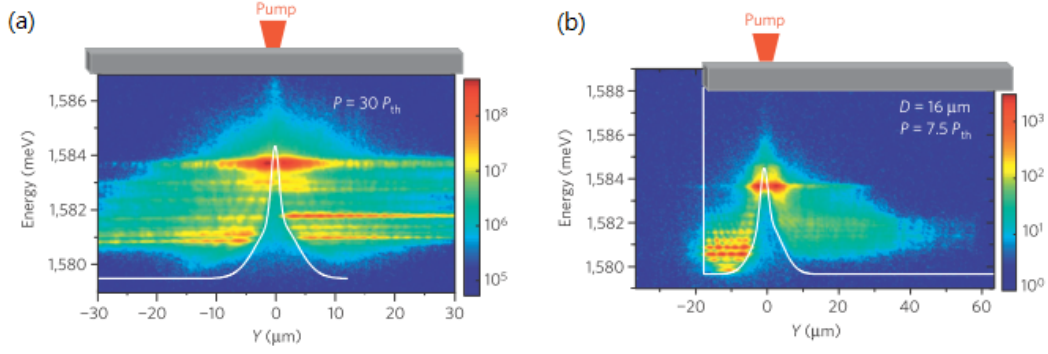 (a)
Pump
P = 30 Pth
Energy (meV)
1,586
1,584
1,582
1,580
10⁸
10⁷
10⁶
10⁵
−30
−20
−10
0
10
20
30
Y (μm)
(b)
Pump
D = 16 μm
P = 7.5 Pth
Energy (meV)
1,588
1,586
1,584
1,582
1,580
10³
10²
10¹
10⁰
−20
0
20
40
60
Y (μm)